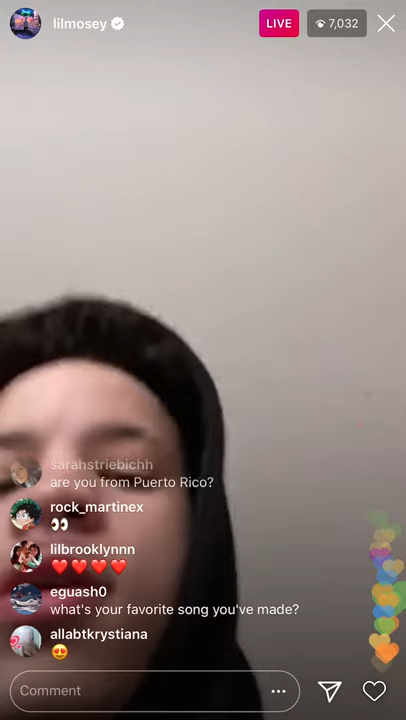 lilmosey
LIVE
7,032
sarahstriebichh
are you from Puerto Rico?
rock_martinex
👀
lilbrooklynnn
❤️❤️❤️❤️
eguash0
what's your favorite song you've made?
allabtkrystiana
😍
Comment